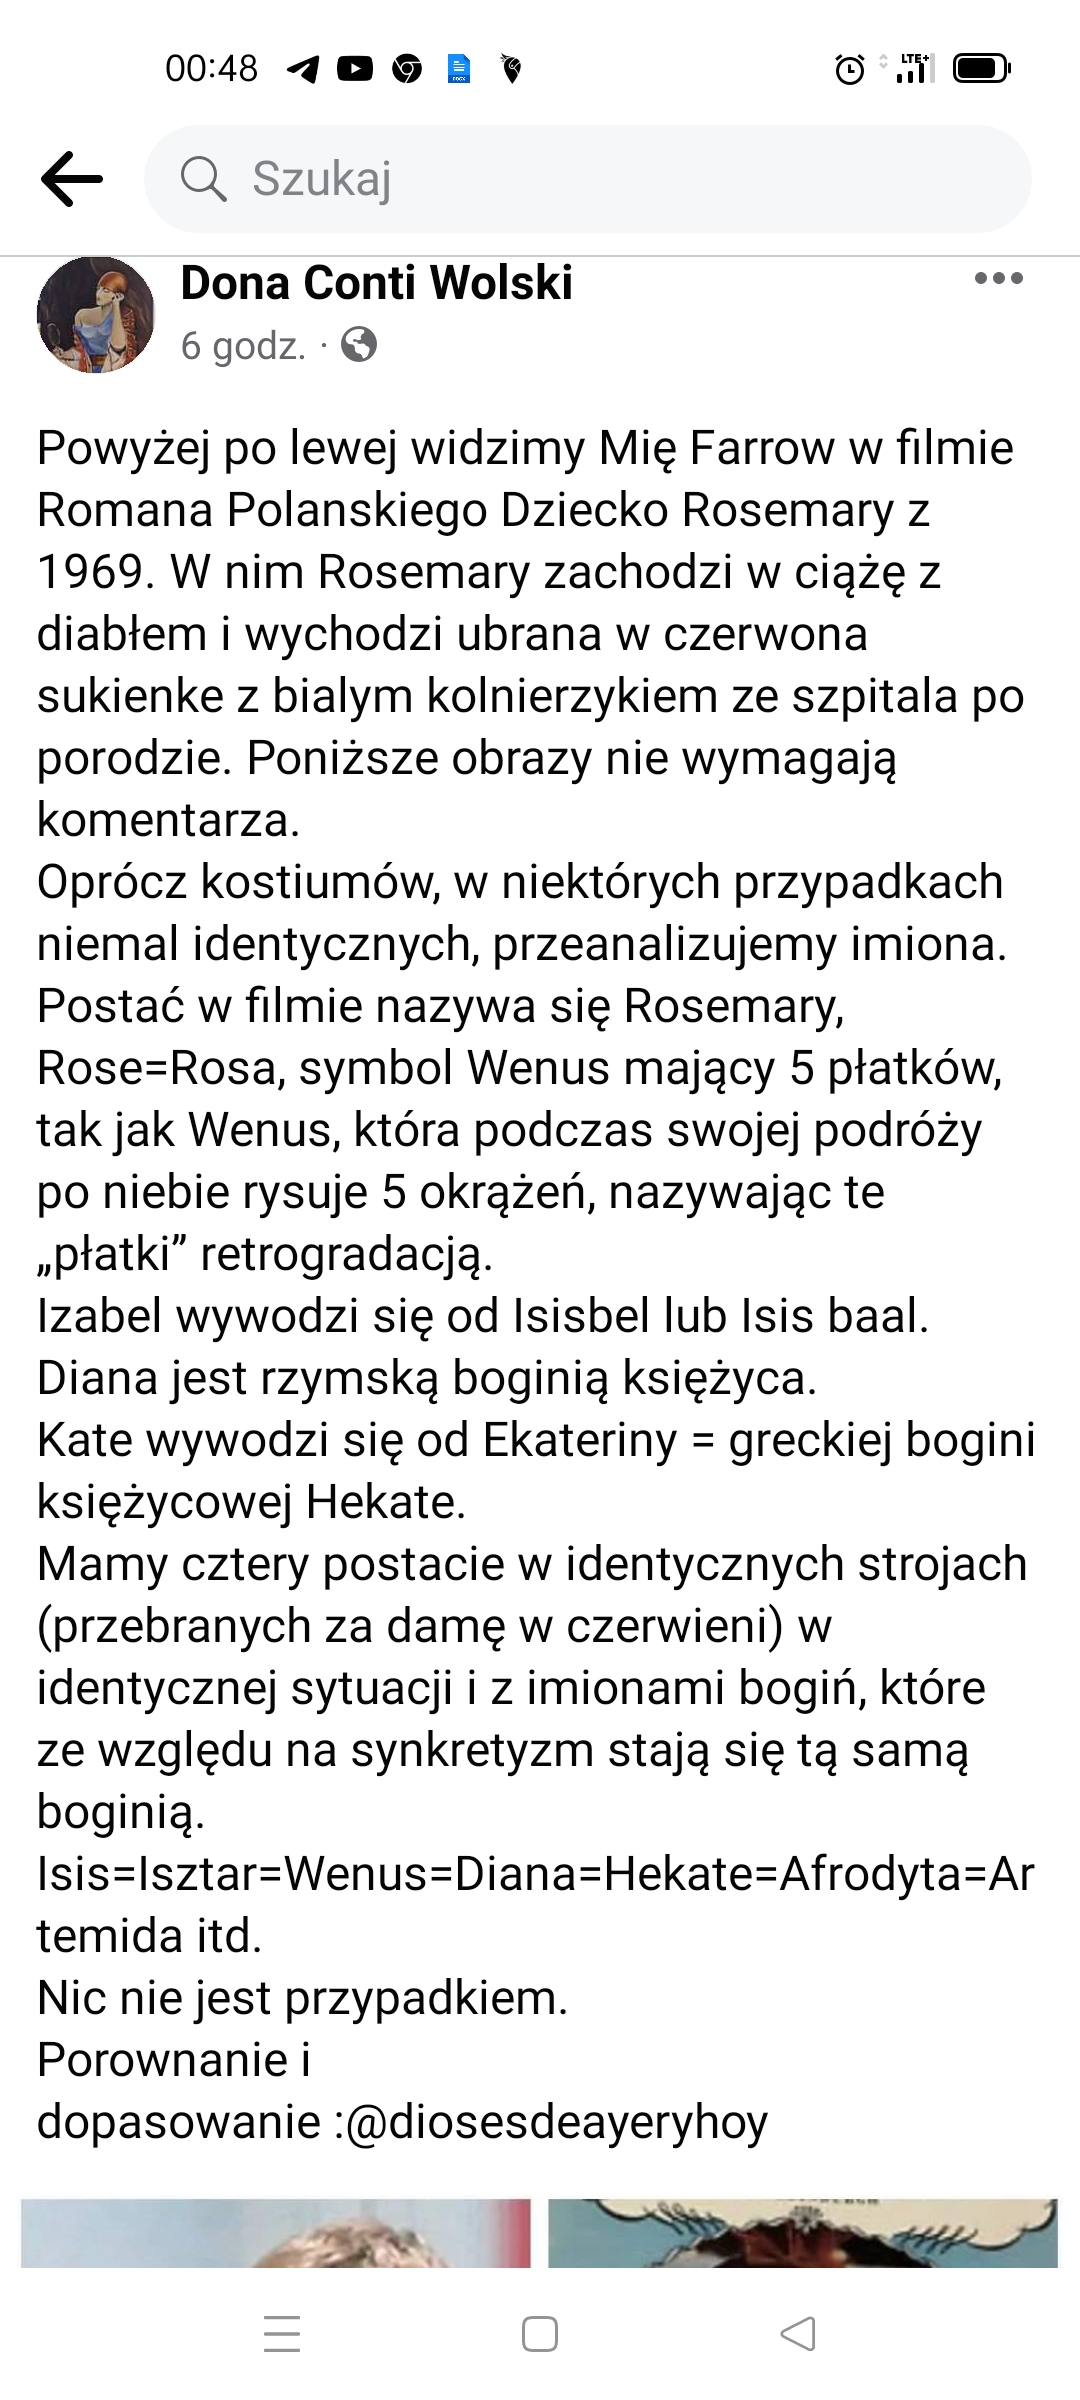 00:48
LTE+
Szukaj
Dona Conti Wolski
6 godz. ·
Powyżej po lewej widzimy Mię Farrow w filmie
Romana Polanskiego Dziecko Rosemary z
1969. W nim Rosemary zachodzi w ciążę z
diabłem i wychodzi ubrana w czerwona
sukienke z bialym kolnierzykiem ze szpitala po
porodzie. Poniższe obrazy nie wymagają
komentarza.
Oprócz kostiumów, w niektórych przypadkach
niemal identycznych, przeanalizujemy imiona.
Postać w filmie nazywa się Rosemary,
Rose=Rosa, symbol Wenus mający 5 płatków,
tak jak Wenus, która podczas swojej podróży
po niebie rysuje 5 okrążeń, nazywając te
„płatki” retrogradacją.
Izabel wywodzi się od Isisbel lub Isis baal.
Diana jest rzymską boginią księżyca.
Kate wywodzi się od Ekateriny = greckiej bogini
księżycowej Hekate.
Mamy cztery postacie w identycznych strojach
(przebranych za damę w czerwieni) w
identycznej sytuacji i z imionami bogiń, które
ze względu na synkretyzm stają się tą samą
boginią.
Isis=Isztar=Wenus=Diana=Hekate=Afrodyta=Ar
temida itd.
Nic nie jest przypadkiem.
Porownanie i
dopasowanie :@diosesdeayeryhoy